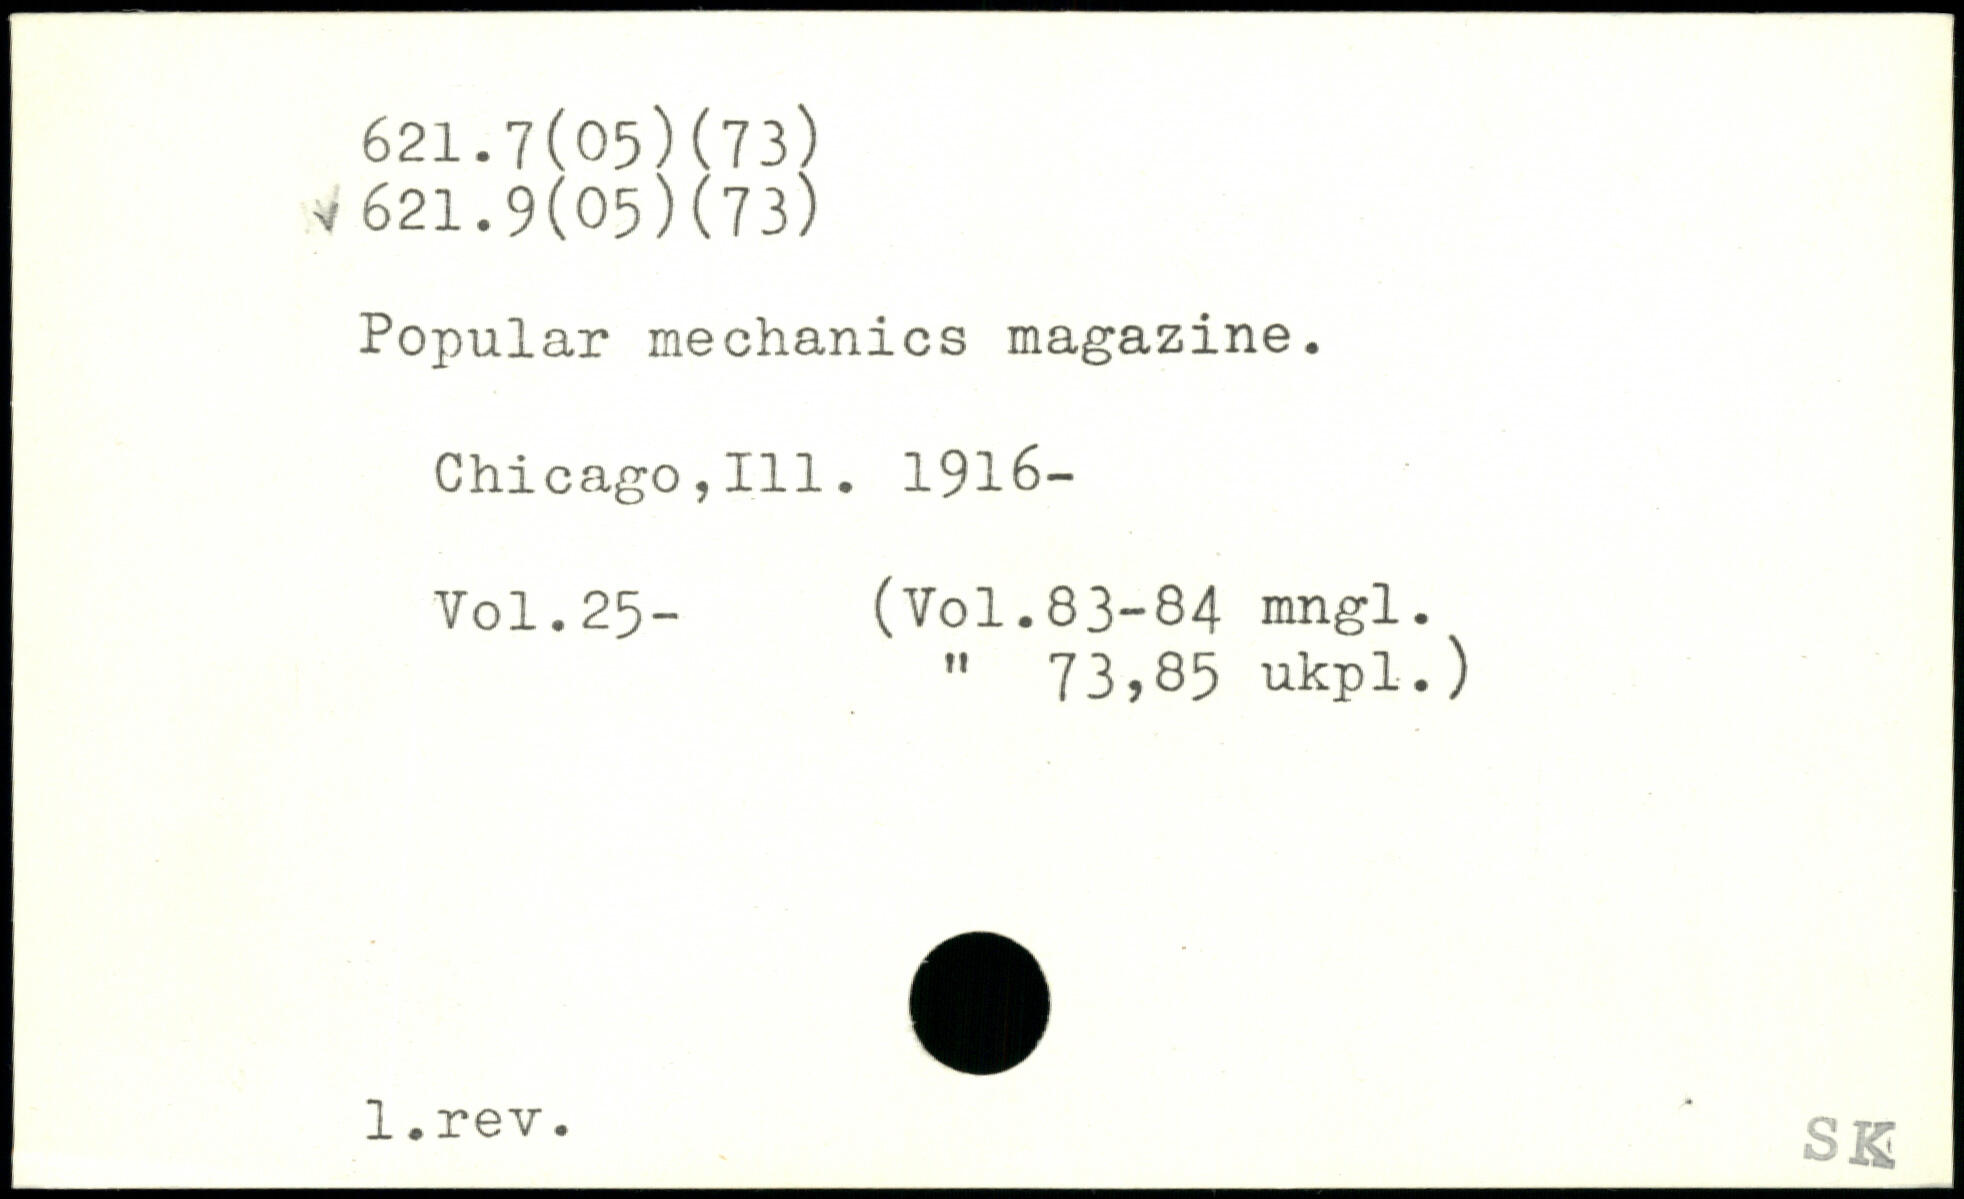 621.7(05)(73)
621.9(05)(73)
Popular mechanics magazine.
Chicago,Ill. 1916-
Vol.25- (Vol.83-84 mngl.
" 73,85 ukpl.)
1.rev.
SK